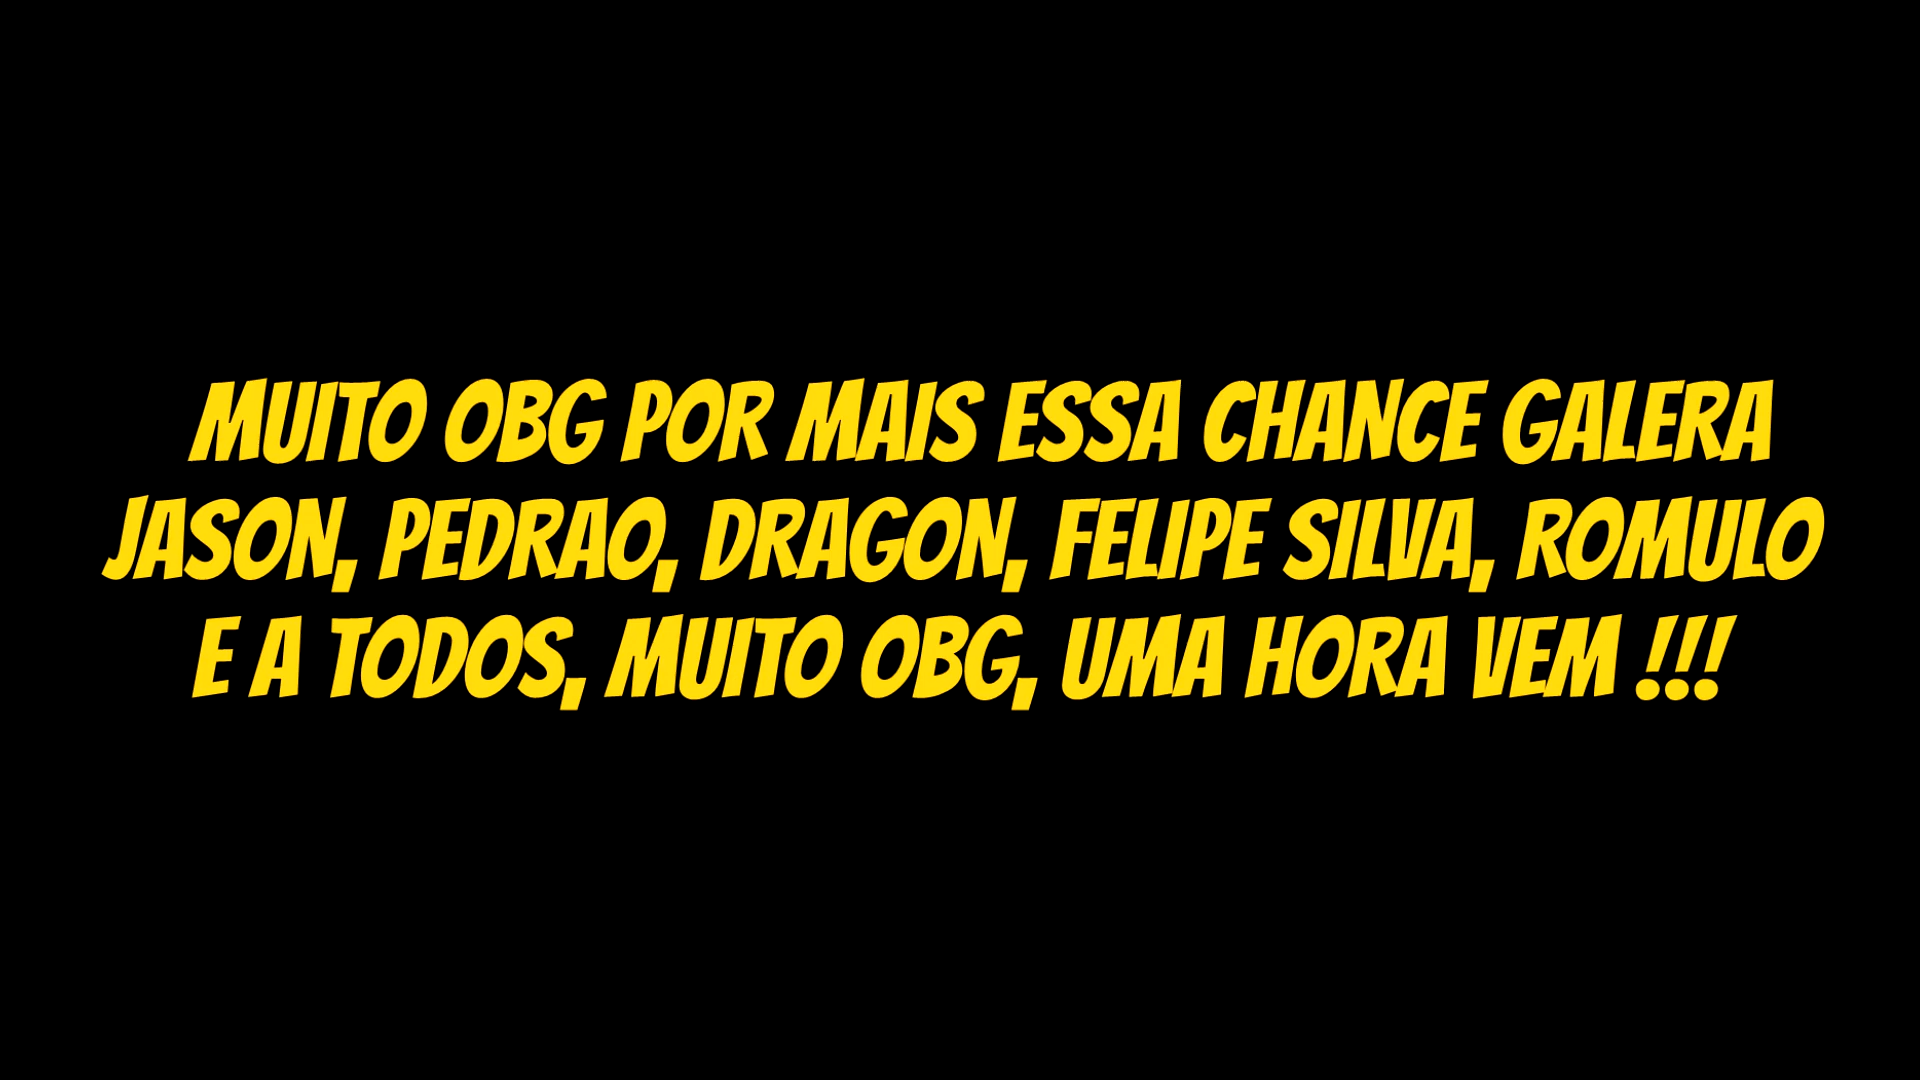 MUITO OBG POR MAIS ESSA CHANCE GALERA
JASON, PEDRAO, DRAGON, FELIPE SILVA, ROMULO
E A TODOS, MUITO OBG, UMA HORA VEM !!!